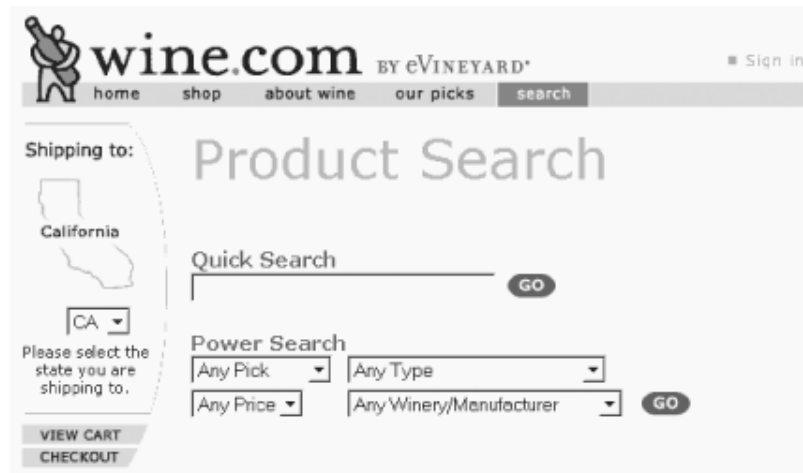 wine.com BY eVINEYARD
Sign in
home shop about wine our picks search
Shipping to:
California
CA
Please select the
state you are
shipping to.
VIEW CART
CHECKOUT
Product Search
Quick Search
GO
Power Search
Any Pick Any Type
Any Price Any Winery/Manufacturer GO